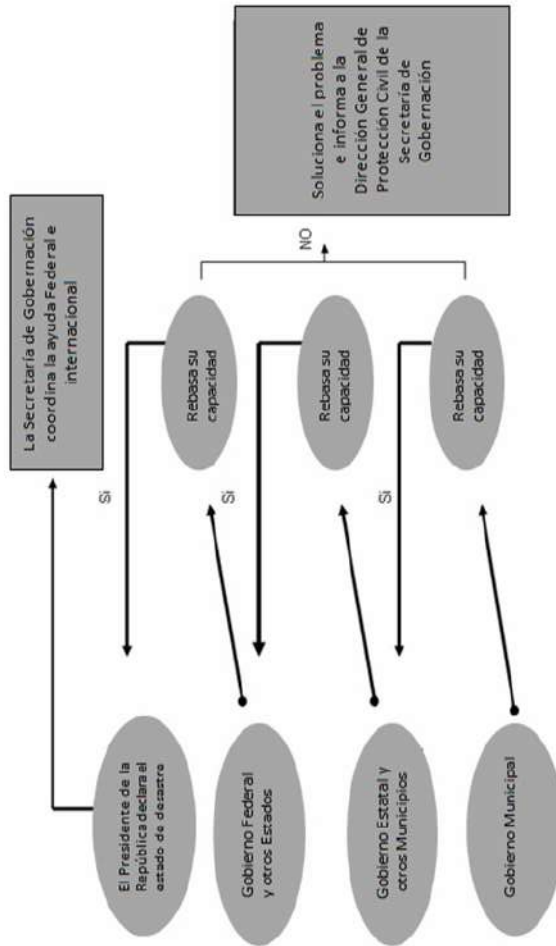 La Secretaría de Gobernación
coordina la ayuda Federal e
internacional
El Presidente de la
República declara el
estado de desastre
Si
Rebasa su
capacidad
Gobierno Federal
y otros Estados
Si
Rebasa su
capacidad
NO
Soluciona el problema
e informa a la
Dirección General de
Protección Civil de la
Secretaría de
Gobernación
Gobierno Estatal y
otros Municipios
Si
Rebasa su
capacidad
Gobierno Municipal